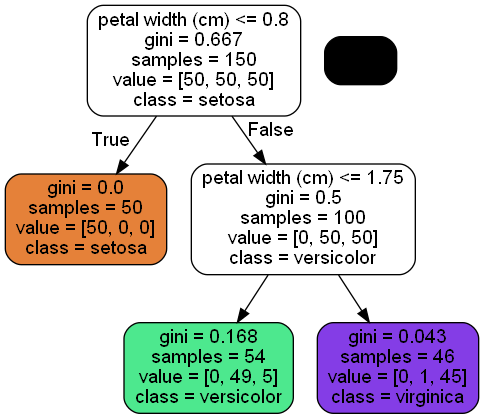 petal width (cm) <= 0.8
gini = 0.667
samples = 150
value = [50, 50, 50]
class = setosa
True
False
gini = 0.0
samples = 50
value = [50, 0, 0]
class = setosa
petal width (cm) <= 1.75
gini = 0.5
samples = 100
value = [0, 50, 50]
class = versicolor
gini = 0.168
samples = 54
value = [0, 49, 5]
class = versicolor
gini = 0.043
samples = 46
value = [0, 1, 45]
class = virginica